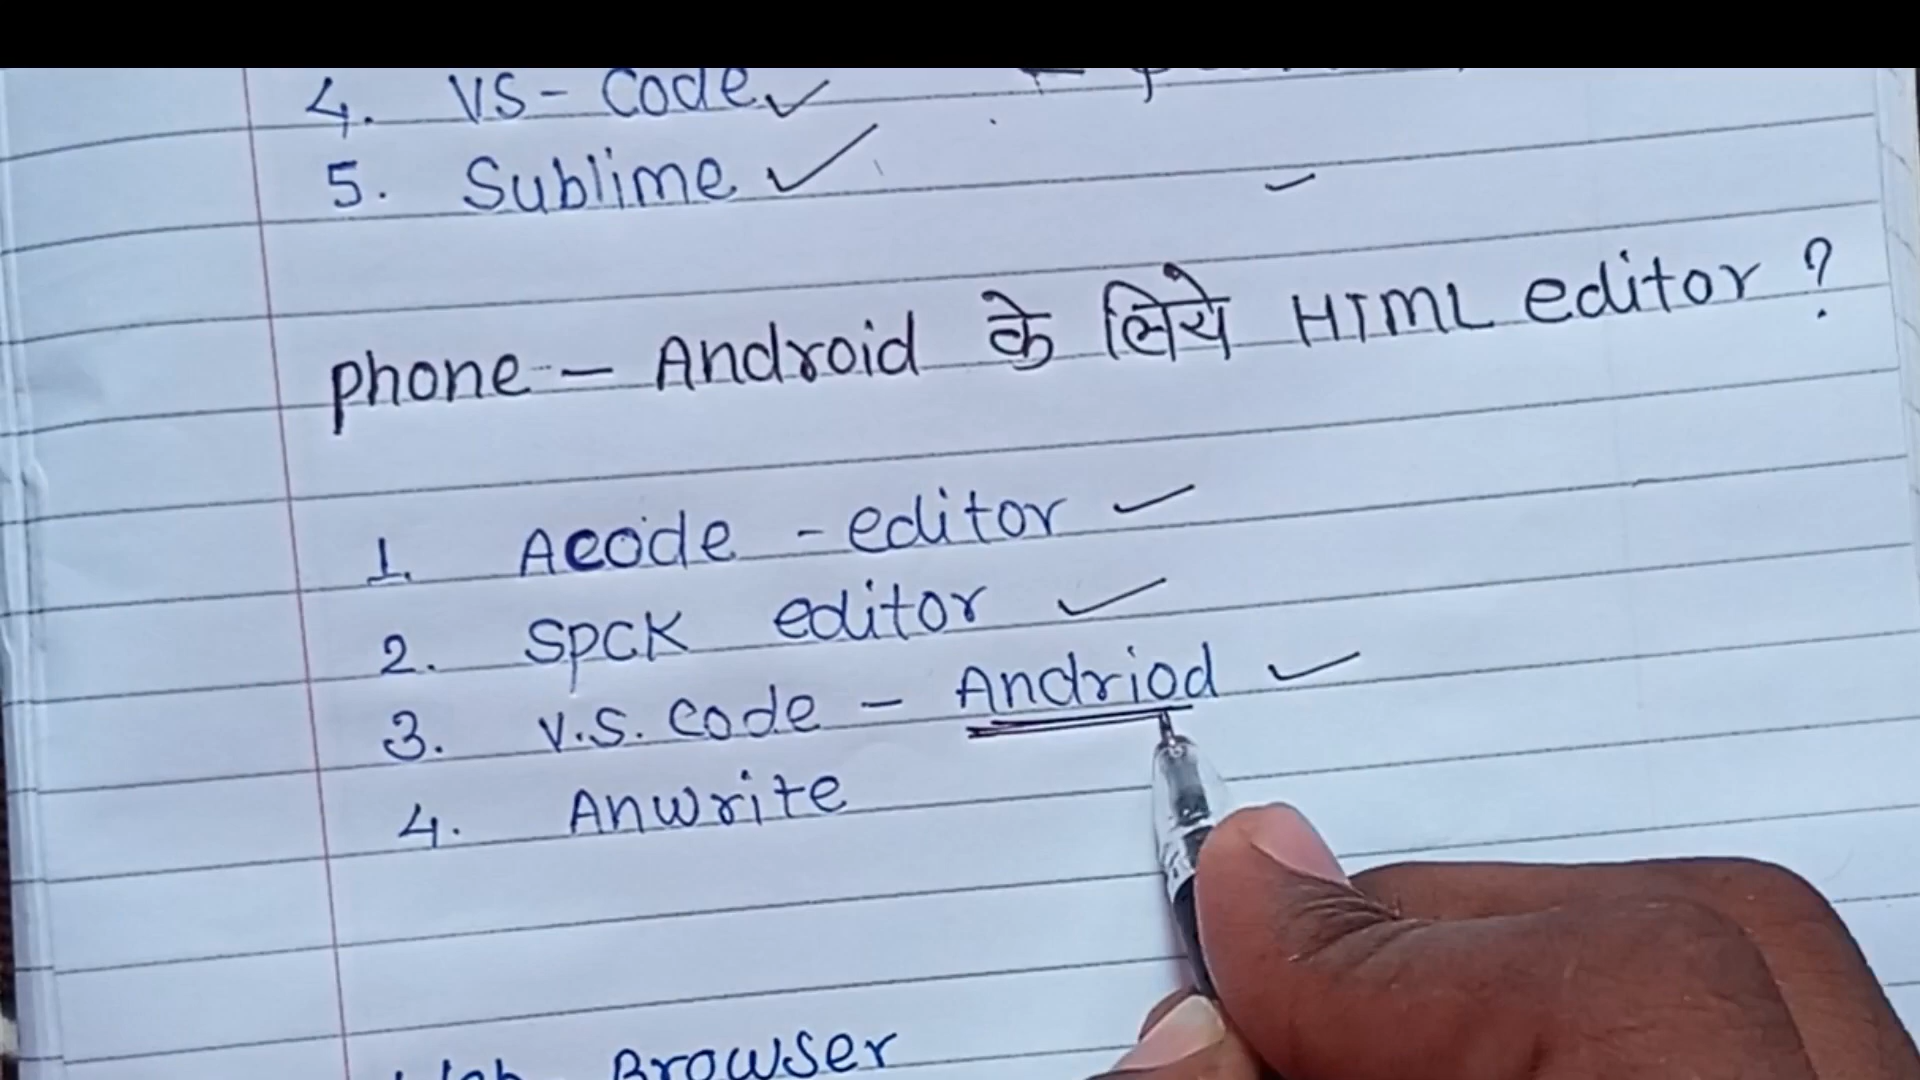 4. VS-Code
5. Sublime
phone - Android के लिये HTML editor ?
1. Acode - editor
2. SPCK editor
3. V.S. code - Andriod
4. Anwrite
Browser